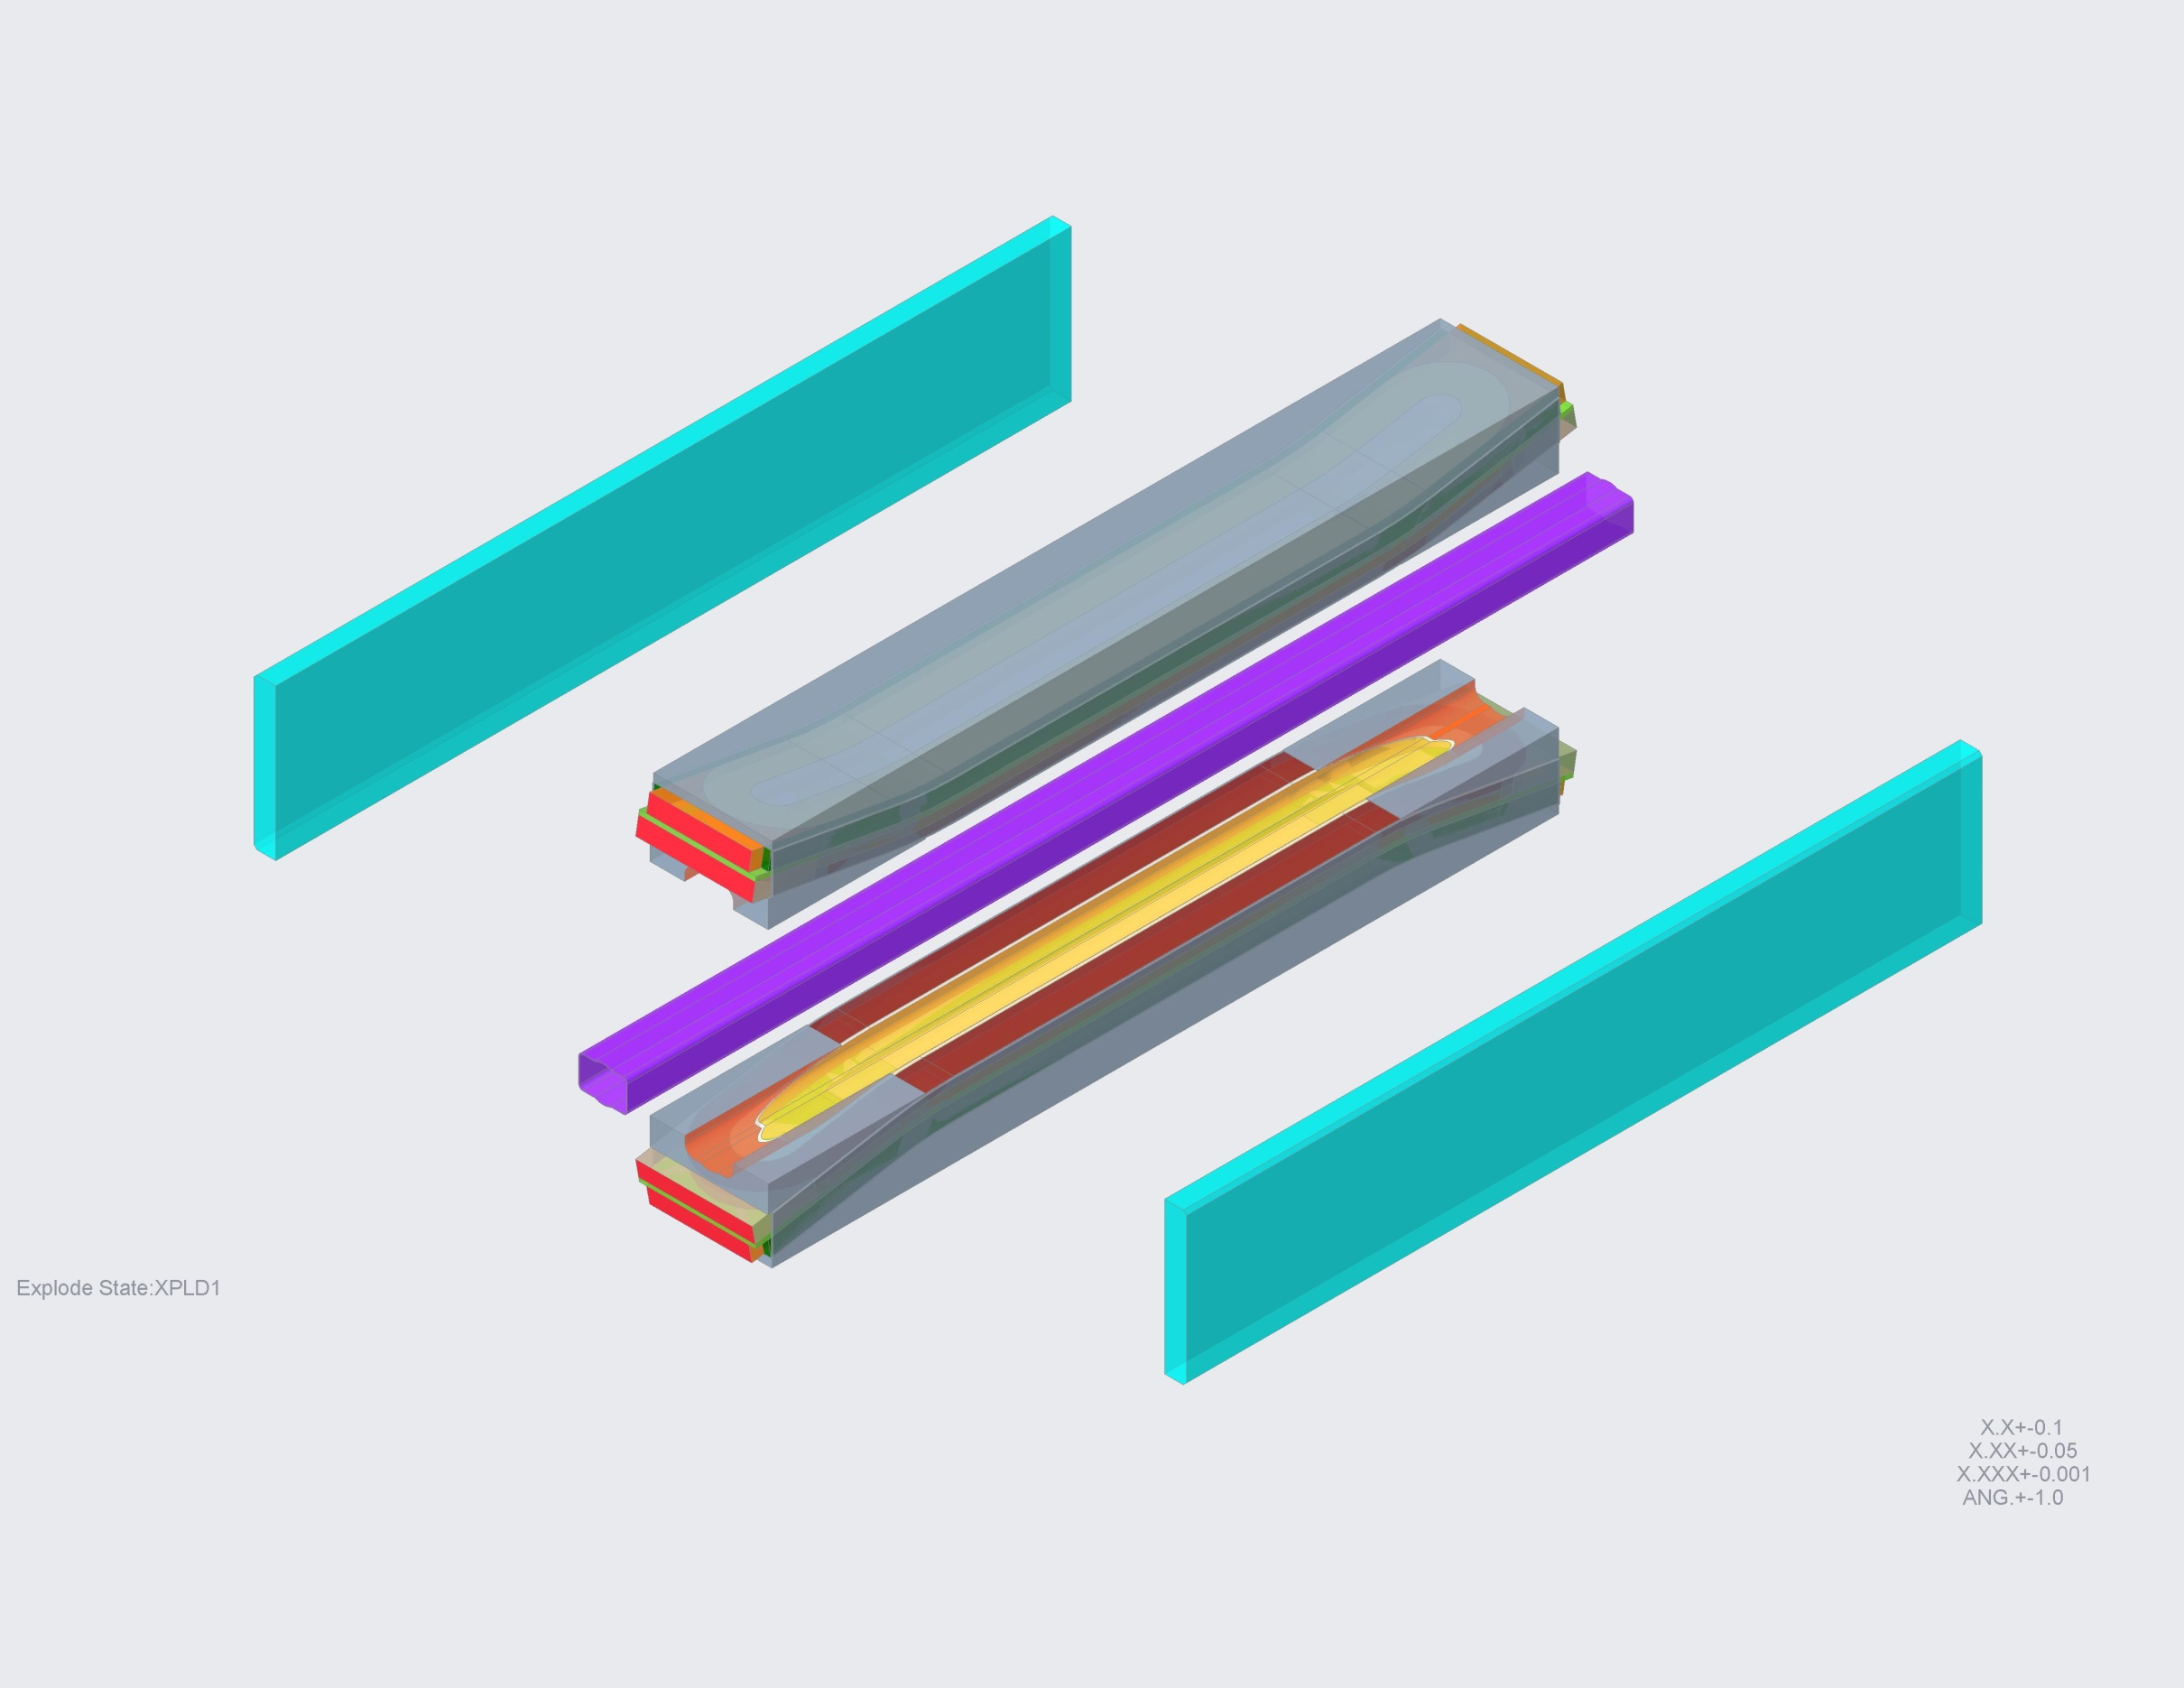 Explode State:XPLD1
X.X+-0.1
X.XX+-0.05
X.XXX+-0.001
ANG.+-1.0